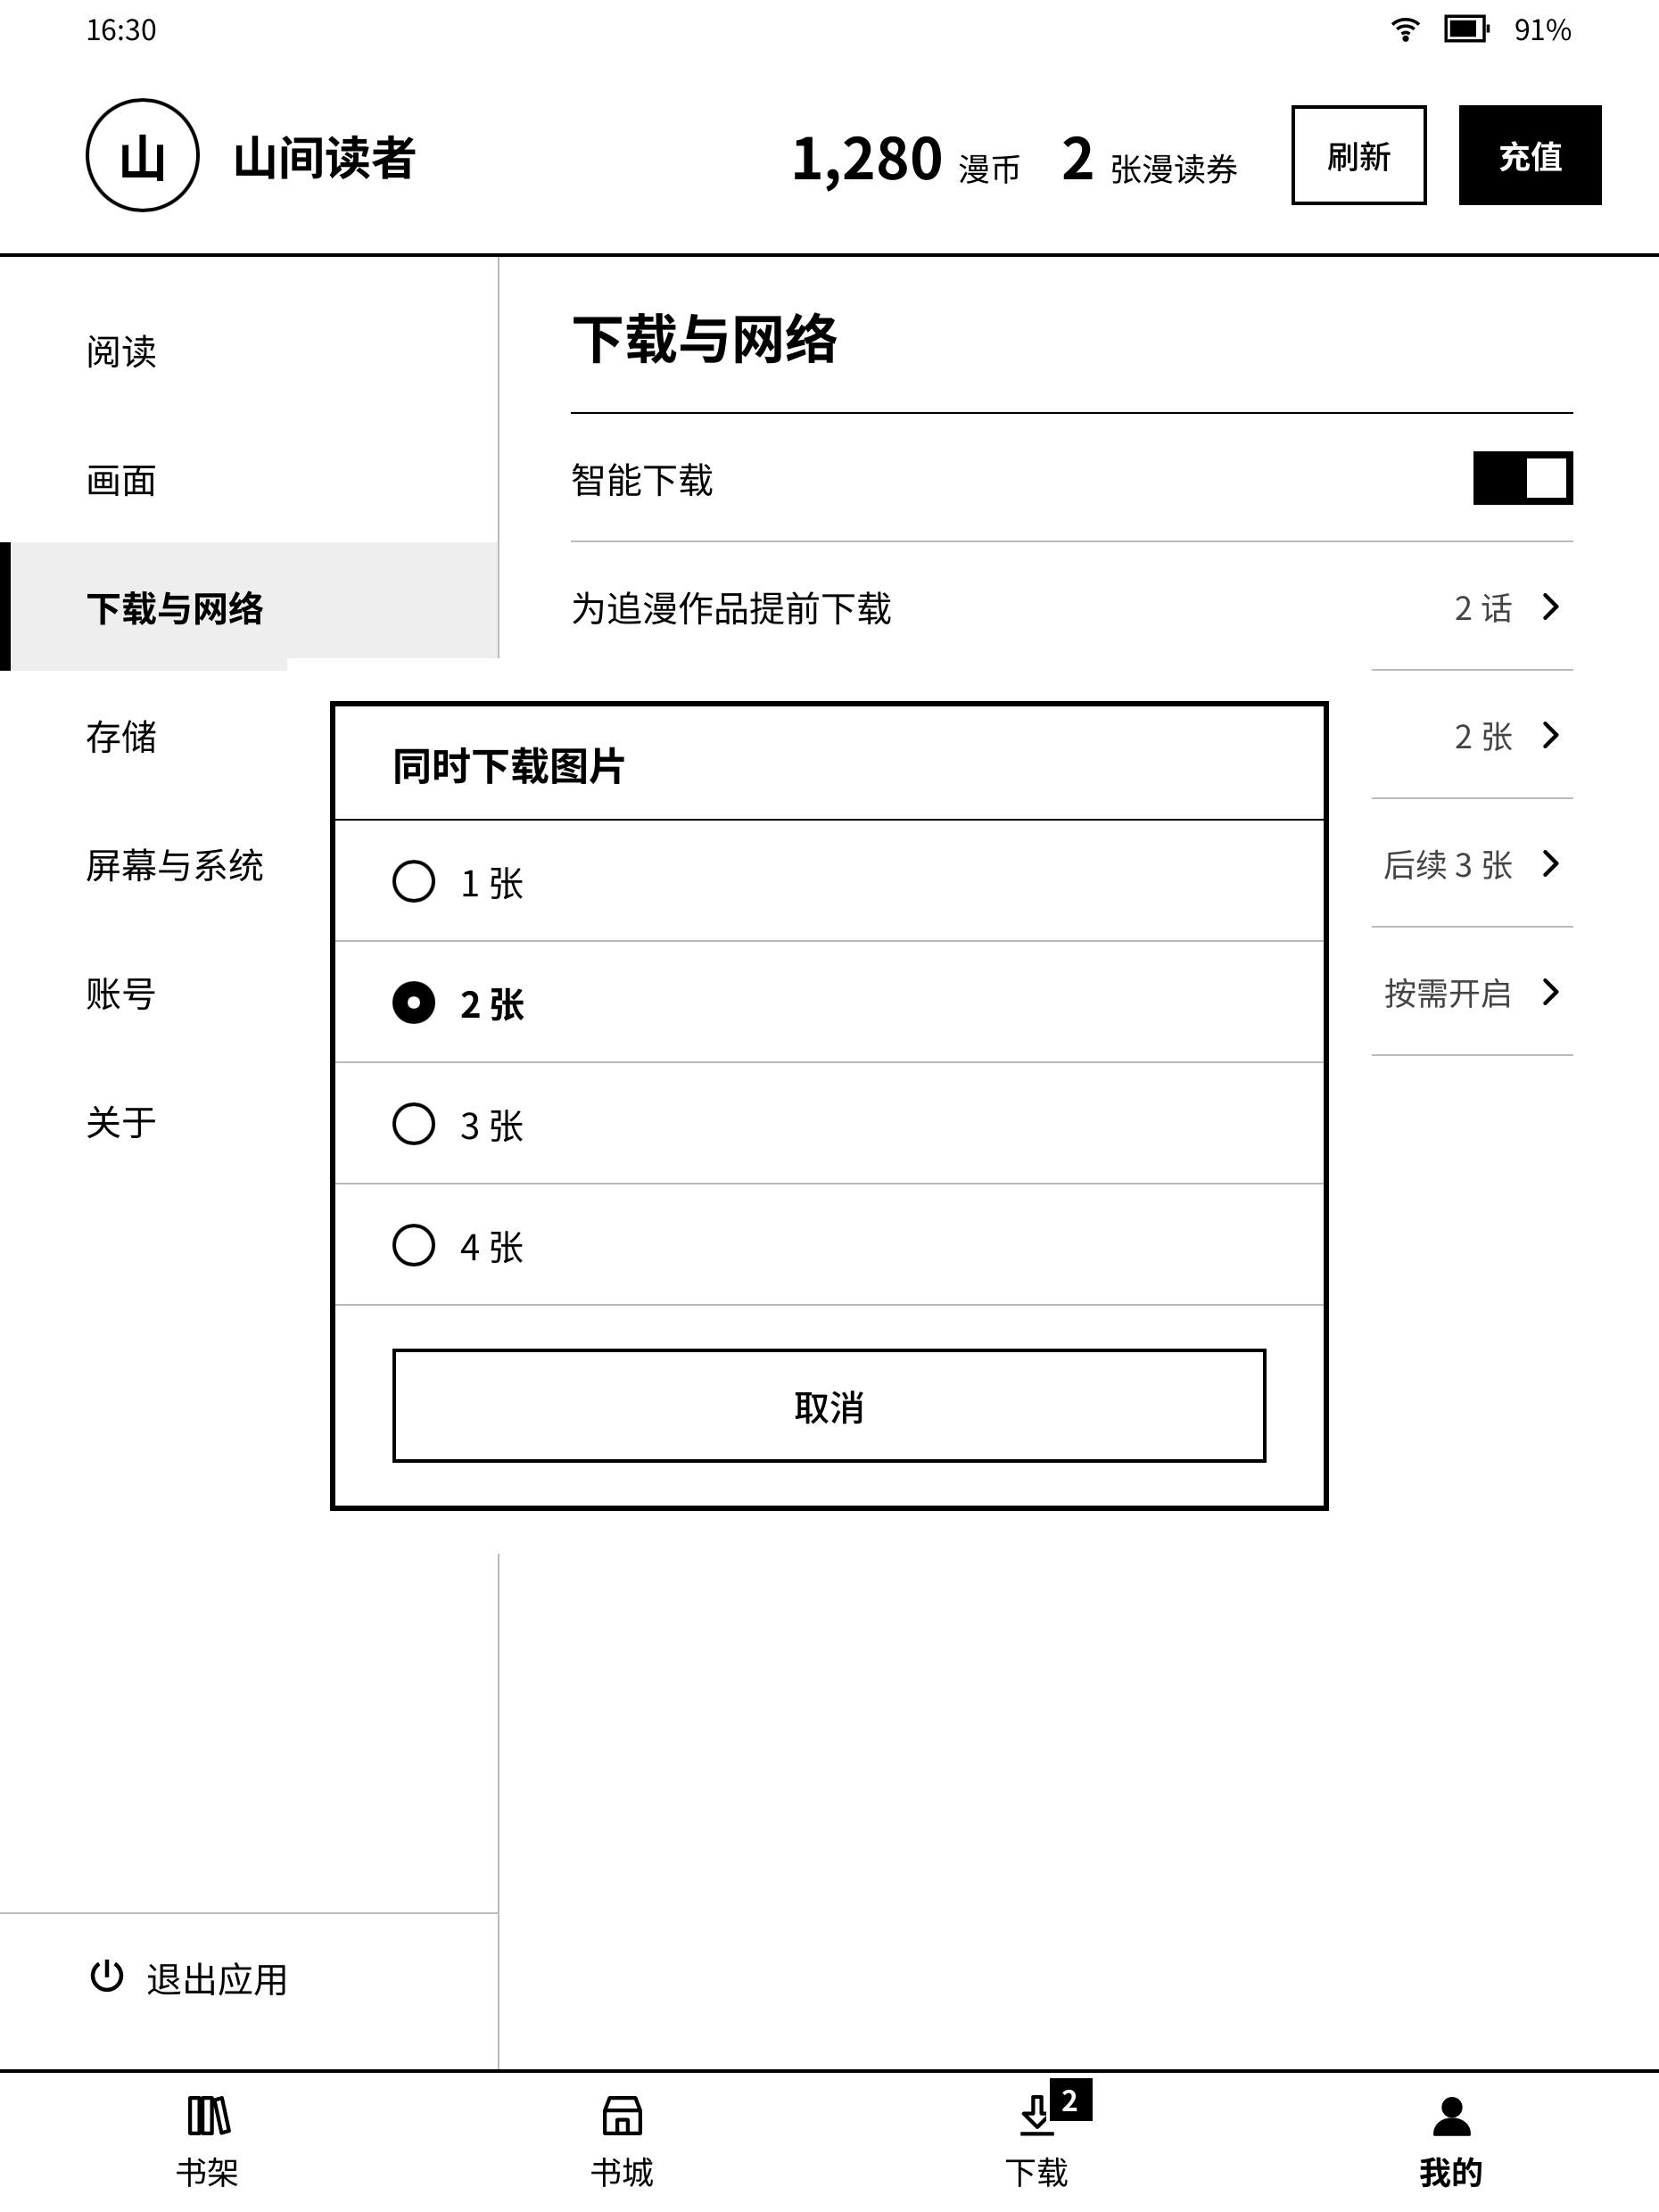 16:30
91%
山 山间读者
1,280 漫币 2 张漫读券 刷新 充值
阅读
画面
下载与网络
存储
屏幕与系统
账号
关于
退出应用
下载与网络
智能下载
为追漫作品提前下载 2 话
2 张
后续 3 张
按需开启
同时下载图片
1 张
2 张
3 张
4 张
取消
书架
书城
2
下载
我的